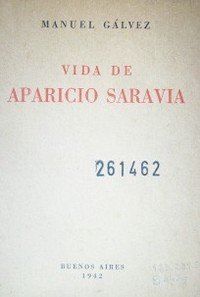 MANUEL GÁLVEZ
VIDA DE
APARICIO SARAVIA
261462
BUENOS AIRES
1942